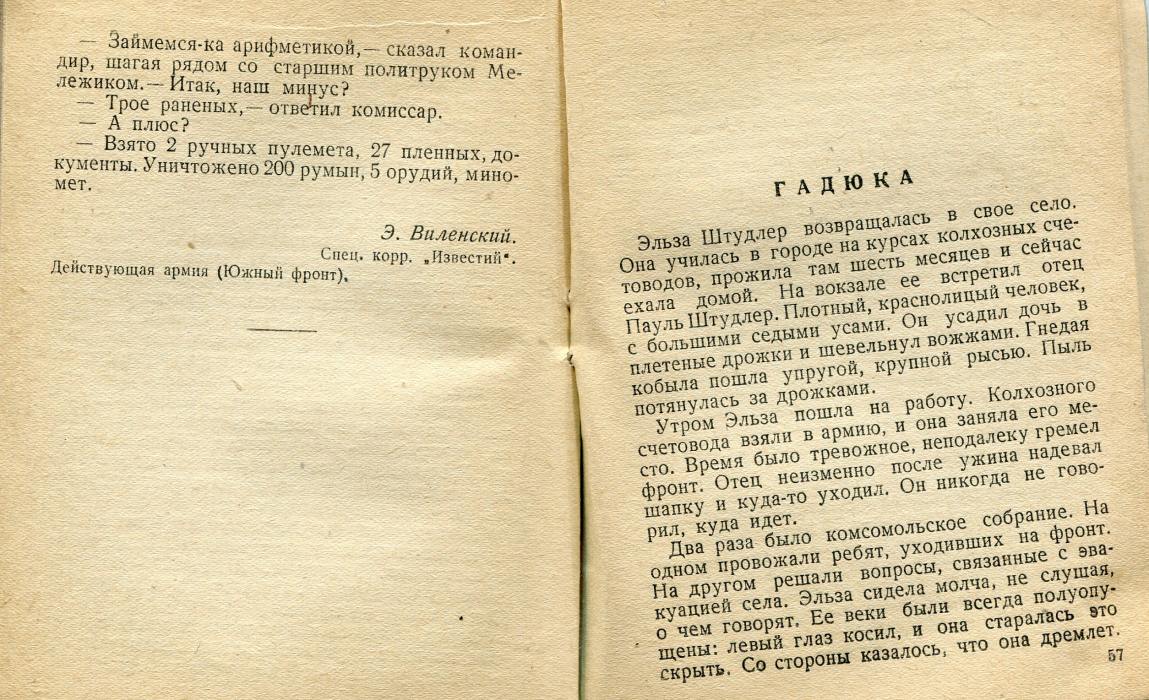 — Займемся-ка арифметикой,— сказал коман-
дир, шагая рядом со старшим политруком Ме-
лежиком.— Итак, наш минус?
— Трое раненых,— ответил комиссар.
— А плюс?
— Взято 2 ручных пулемета, 27 пленных, до-
кументы. Уничтожено 200 румын, 5 орудий, мино-
мет.
Э. Виленский.
Спец. корр. „Известий“.
Действующая армия (Южный фронт).
ГАДЮКА
Эльза Штудлер возвращалась в свое село.
Она училась в городе на курсах колхозных сче-
товодов, прожила там шесть месяцев и сейчас
ехала домой. На вокзале ее встретил отец
Пауль Штудлер. Плотный, краснолицый человек,
с большими седыми усами. Он усадил дочь в
плетеные дрожки и шевельнул вожжами. Гнедая
кобыла пошла упругой, крупной рысью. Пыль
потянулась за дрожками.
Утром Эльза пошла на работу. Колхозного
счетовода взяли в армию, и она заняла его ме-
сто. Время было тревожное, неподалеку гремел
фронт. Отец неизменно после ужина надевал
шапку и куда-то уходил. Он никогда не гово-
рил, куда идет.
Два раза было комсомольское собрание. На
одном провожали ребят, уходивших на фронт.
На другом решали вопросы, связанные с эва-
куацией села. Эльза сидела молча, не слушая,
о чем говорят. Ее веки были всегда полуопу-
щены: левый глаз косил, и она старалась это
скрыть. Со стороны казалось, что она дремлет.
57